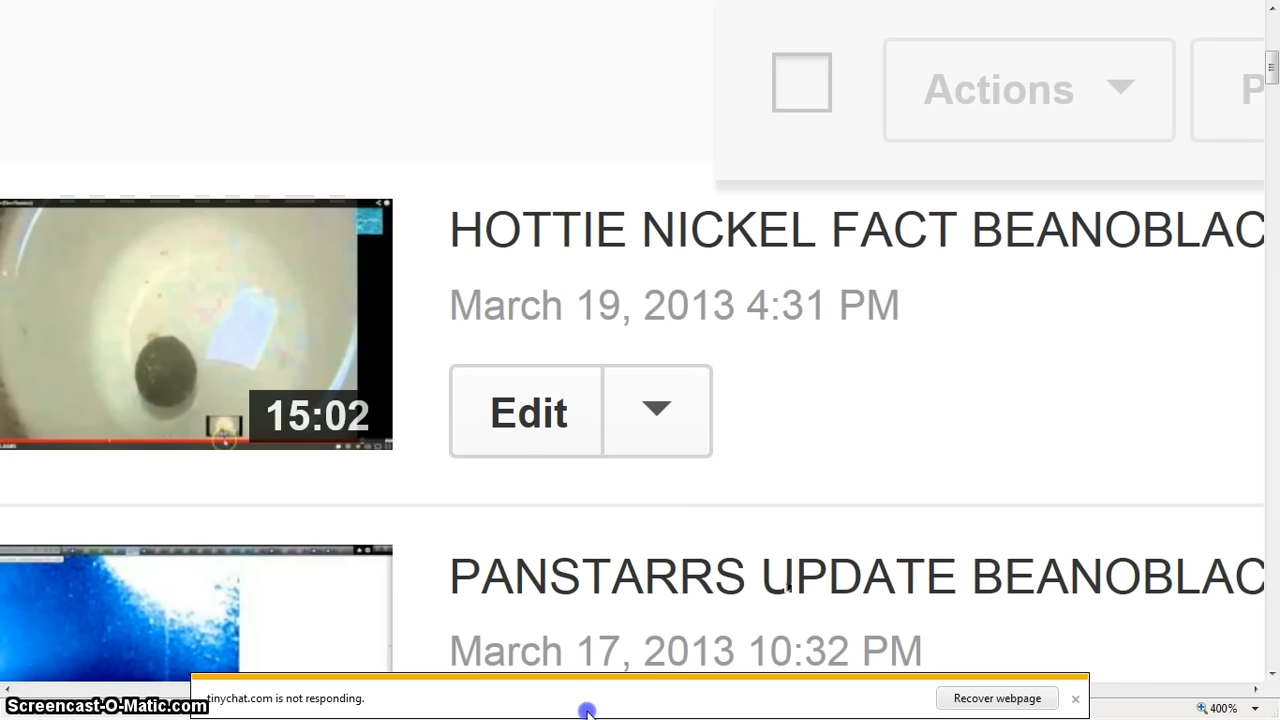 Actions
P
HOTTIE NICKEL FACT BEANOBLAC
March 19, 2013 4:31 PM
15:02
Edit
PANSTARRS UPDATE BEANOBLAC
March 17, 2013 10:32 PM
tinychat.com is not responding.
Recover webpage
Screencast-O-Matic.com
400%